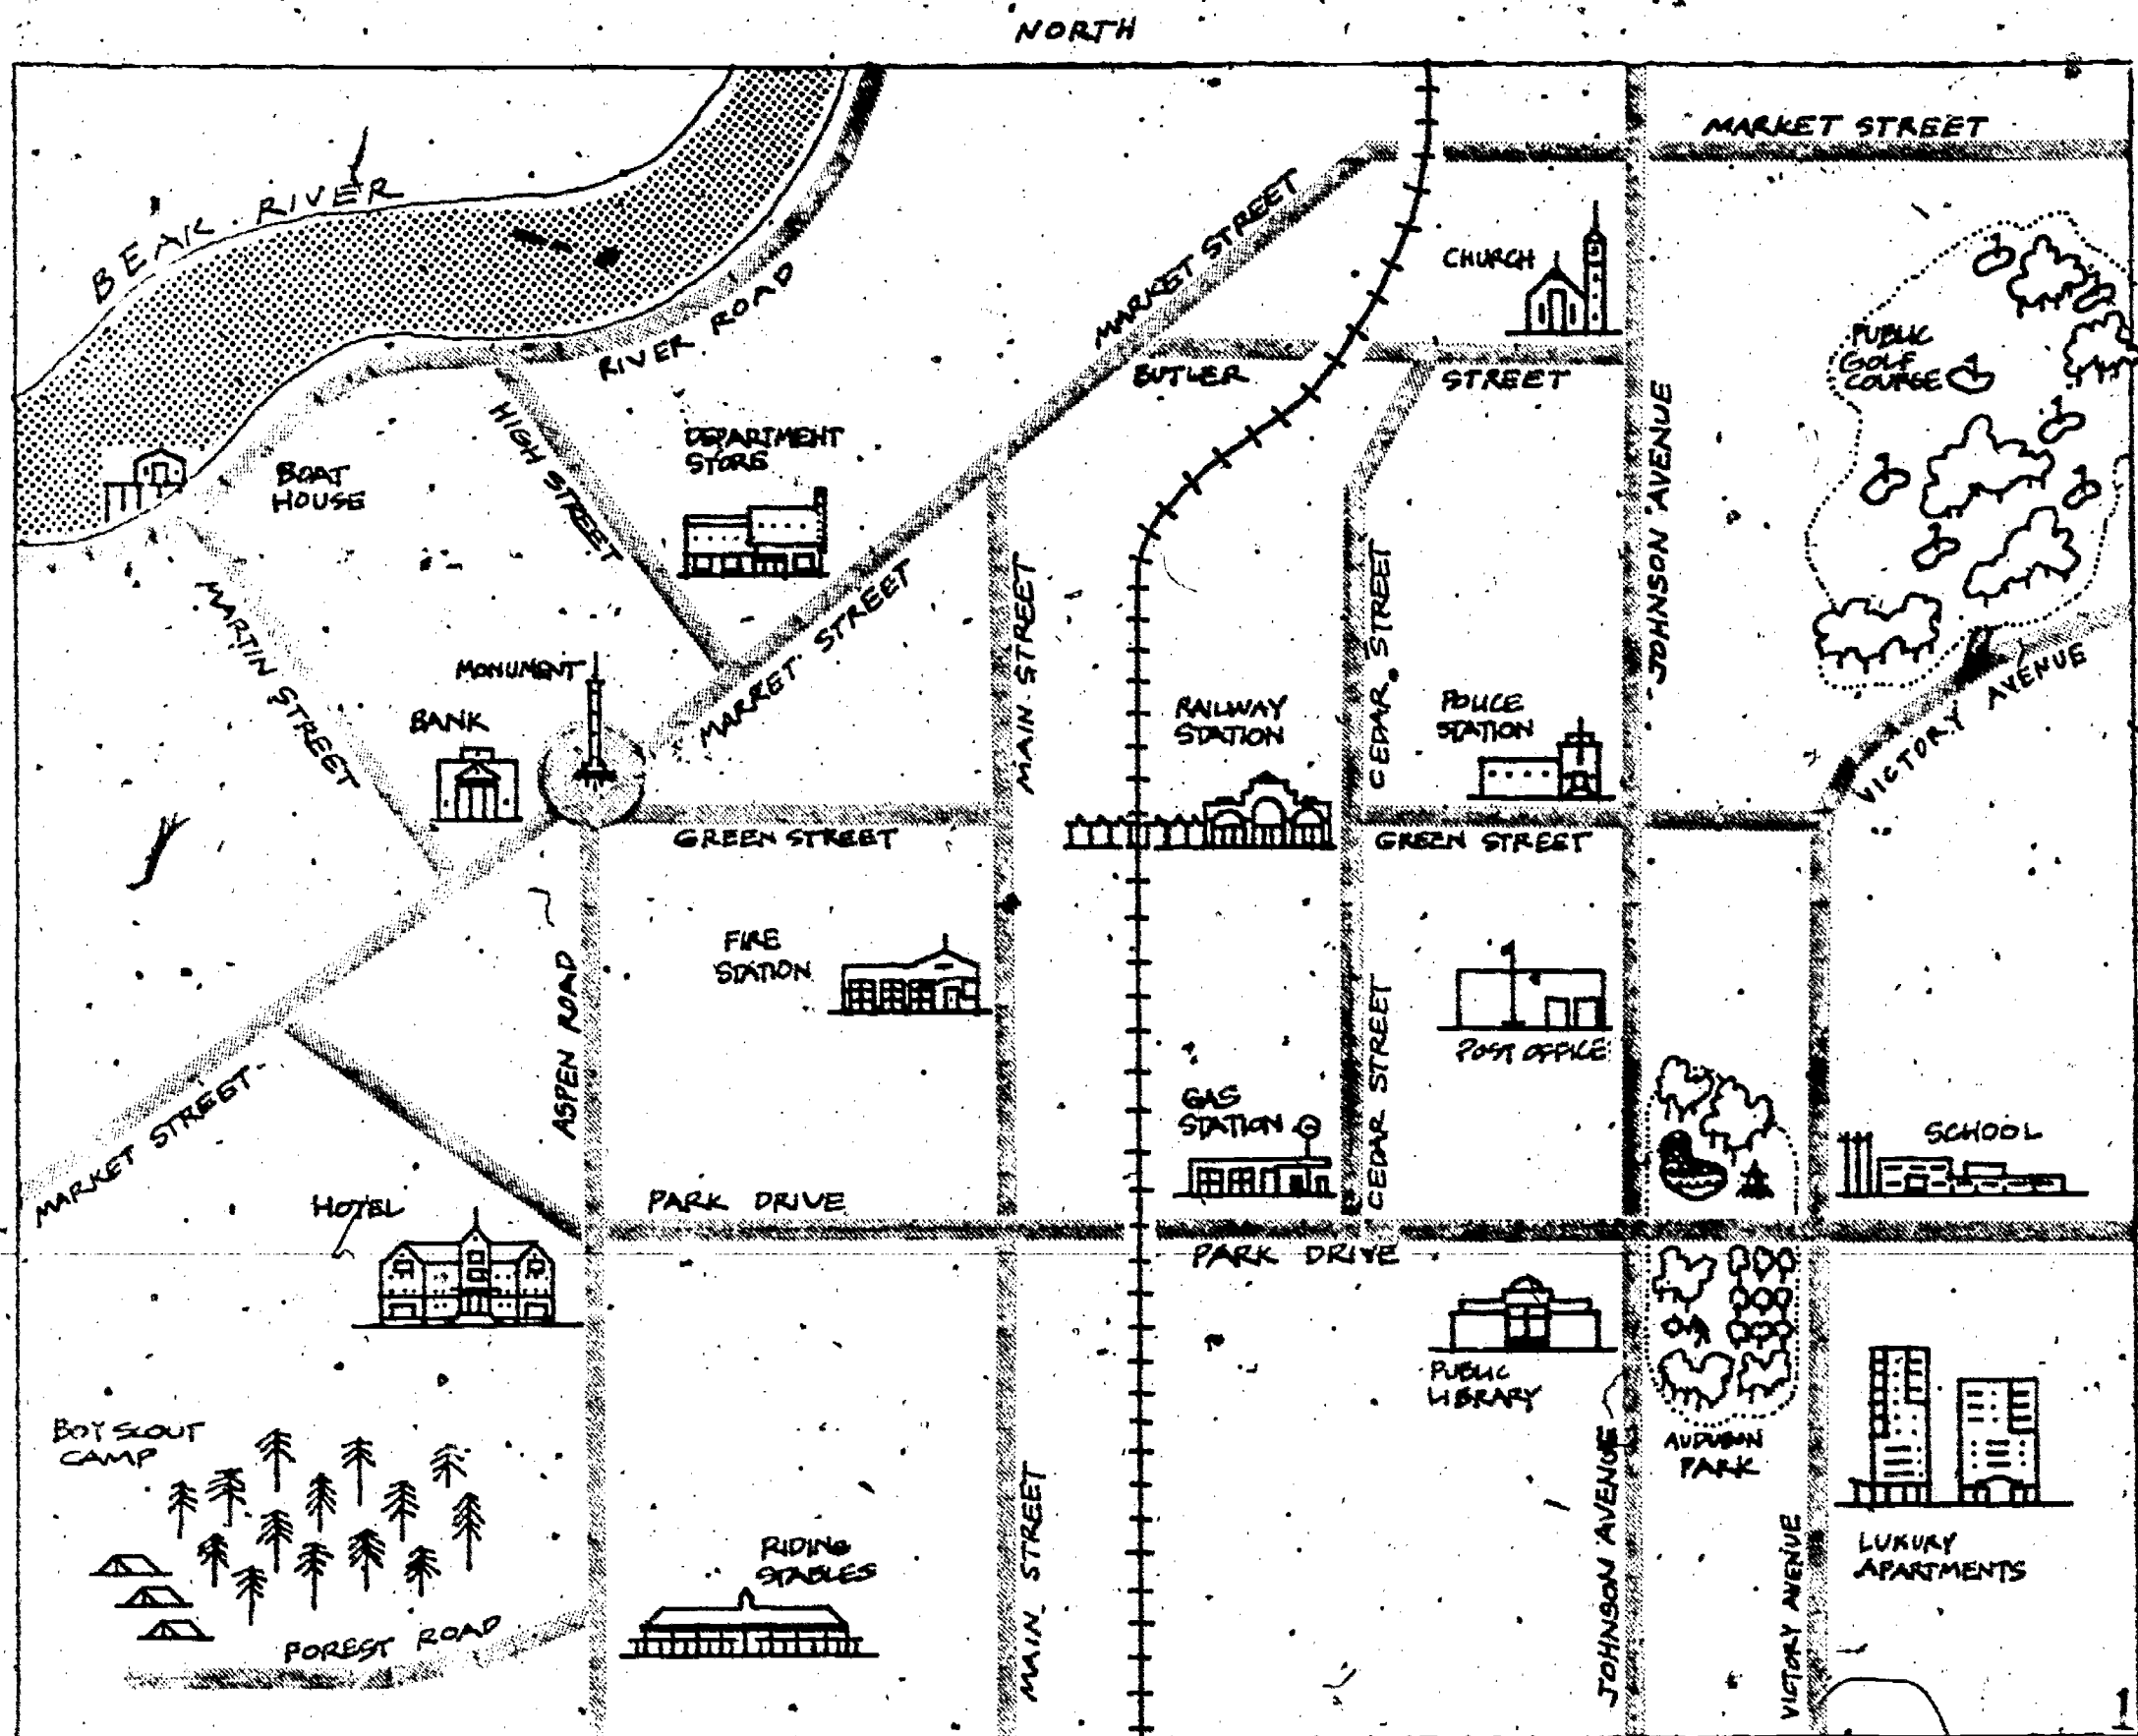 NORTH
MARKET STREET
BEAR RIVER
MARKET STREET
CHURCH
RIVER ROAD
PUBLIC
GOLF
COURSE
BUTLER STREET
HIGH STREET
DEPARTMENT
STORE
JOHNSON AVENUE
BOAT
HOUSE
MARTIN STREET
MARKET STREET
MAIN STREET
CEDAR STREET
MONUMENT
BANK
RAILWAY
STATION
POLICE
STATION
VICTORY AVENUE
GREEN STREET
GREEN STREET
FIRE
STATION
ASPEN ROAD
CEDAR STREET
POST OFFICE
MARKET STREET
GAS
STATION
SCHOOL
HOTEL
PARK DRIVE
PARK DRIVE
PUBLIC
LIBRARY
BOY SCOUT
CAMP
AUDUBON
PARK
MAIN STREET
JOHNSON AVENUE
VICTORY AVENUE
RIDING
STABLES
LUXURY
APARTMENTS
FOREST ROAD
1